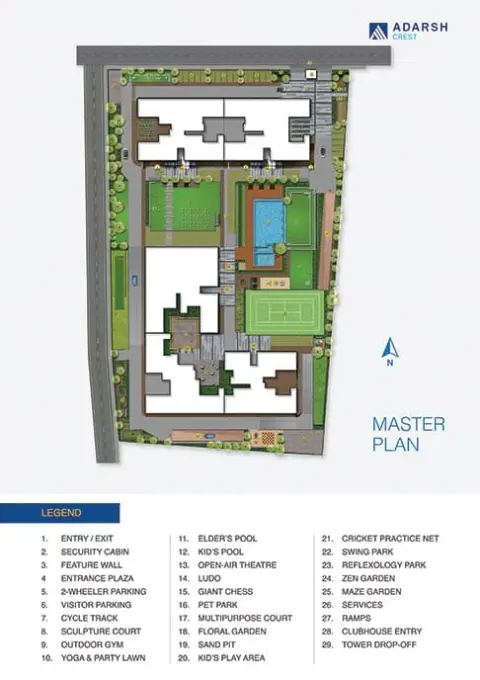 ADARSH
CREST
N
MASTER
PLAN
LEGEND
1. ENTRY / EXIT
2. SECURITY CABIN
3. FEATURE WALL
4 ENTRANCE PLAZA
5. 2-WHEELER PARKING
6. VISITOR PARKING
7. CYCLE TRACK
8. SCULPTURE COURT
9. OUTDOOR GYM
10. YOGA & PARTY LAWN
11. ELDER'S POOL
12. KID'S POOL
13. OPEN-AIR THEATRE
14. LUDO
15. GIANT CHESS
16. PET PARK
17. MULTIPURPOSE COURT
18. FLORAL GARDEN
19. SAND PIT
20. KID'S PLAY AREA
21. CRICKET PRACTICE NET
22. SWING PARK
23. REFLEXOLOGY PARK
24. ZEN GARDEN
25. MAZE GARDEN
26. SERVICES
27. RAMPS
28. CLUBHOUSE ENTRY
29. TOWER DROP-OFF